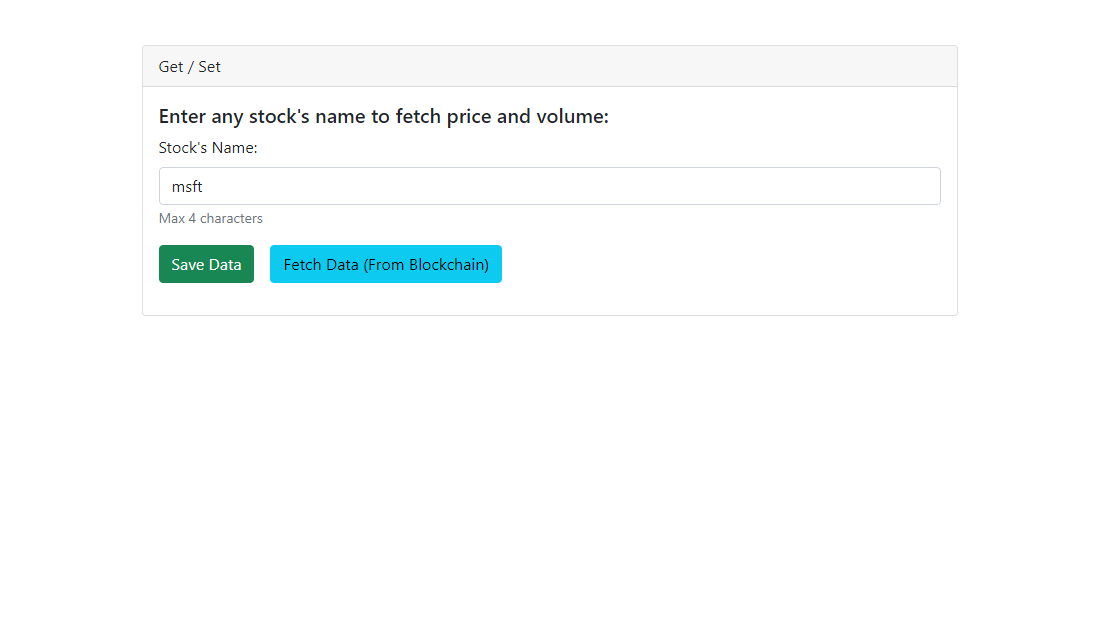 Get / Set
Enter any stock's name to fetch price and volume:
Stock's Name:
msft
Max 4 characters
Save Data
Fetch Data (From Blockchain)